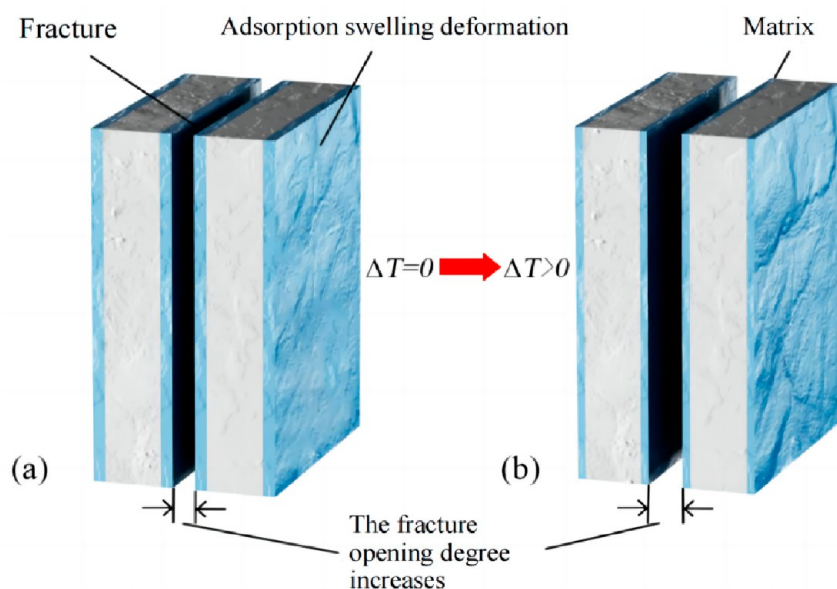 Fracture
Adsorption swelling deformation
Matrix
ΔT=0
ΔT>0
(a)
(b)
The fracture
opening degree
increases